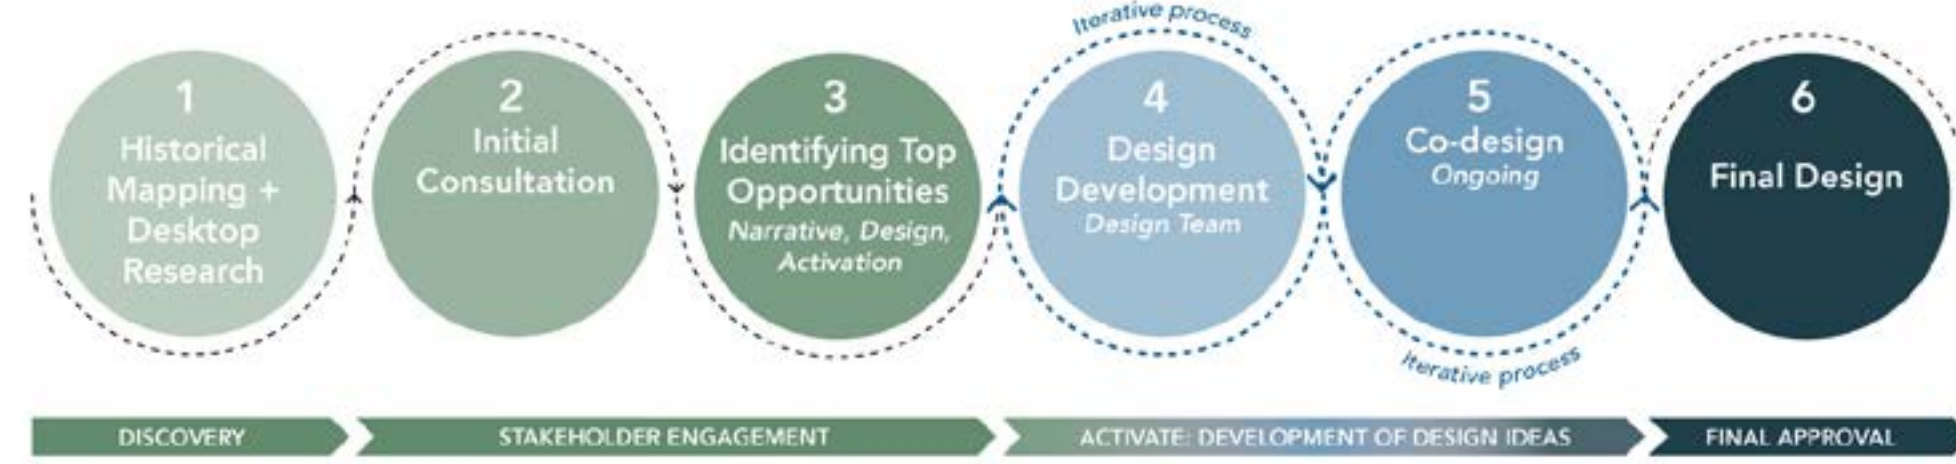 1
Historical
Mapping +
Desktop
Research
2
Initial
Consultation
3
Identifying Top
Opportunities
Narrative, Design,
Activation
Iterative process
4
Design
Development
Design Team
5
Co-design
Ongoing
Iterative process
6
Final Design
DISCOVERY
STAKEHOLDER ENGAGEMENT
ACTIVATE: DEVELOPMENT OF DESIGN IDEAS
FINAL APPROVAL